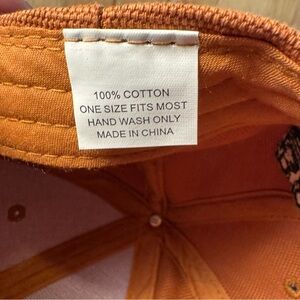 100% COTTON
ONE SIZE FITS MOST
HAND WASH ONLY
MADE IN CHINA